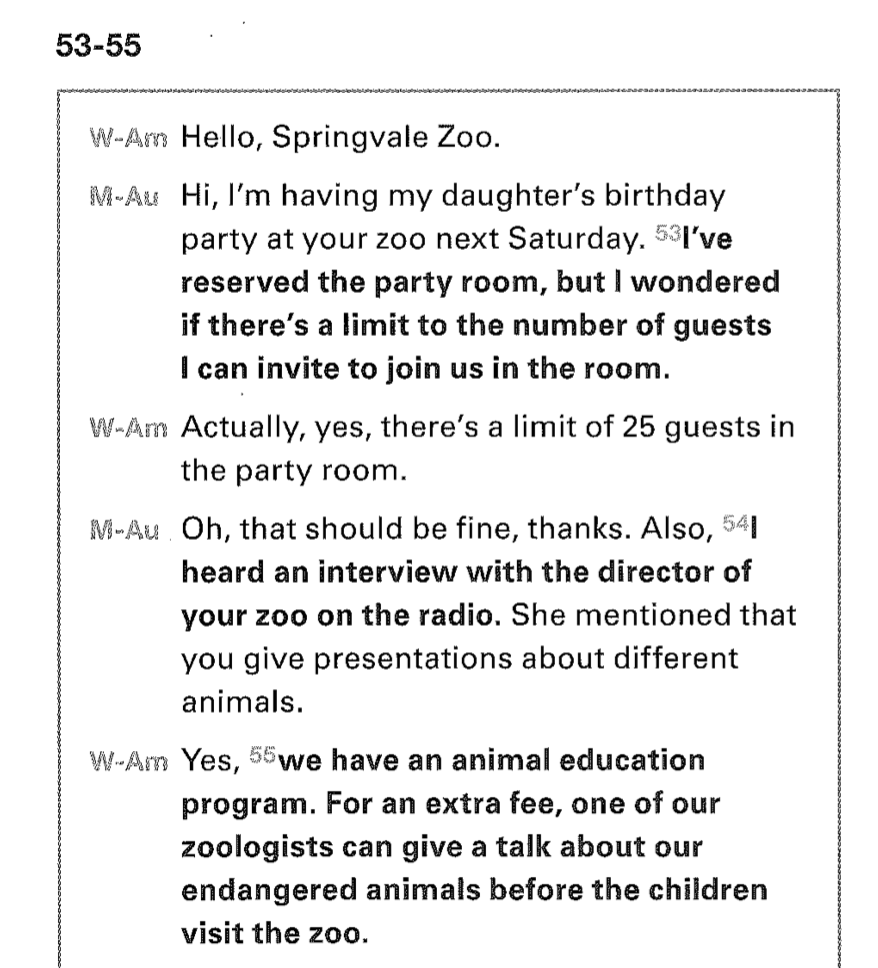 53-55
W-Am Hello, Springvale Zoo.
M-Au Hi, I'm having my daughter's birthday
party at your zoo next Saturday. 53I've
reserved the party room, but I wondered
if there's a limit to the number of guests
I can invite to join us in the room.
W-Am Actually, yes, there's a limit of 25 guests in
the party room.
M-Au Oh, that should be fine, thanks. Also, 54I
heard an interview with the director of
your zoo on the radio. She mentioned that
you give presentations about different
animals.
W-Am Yes, 55we have an animal education
program. For an extra fee, one of our
zoologists can give a talk about our
endangered animals before the children
visit the zoo.